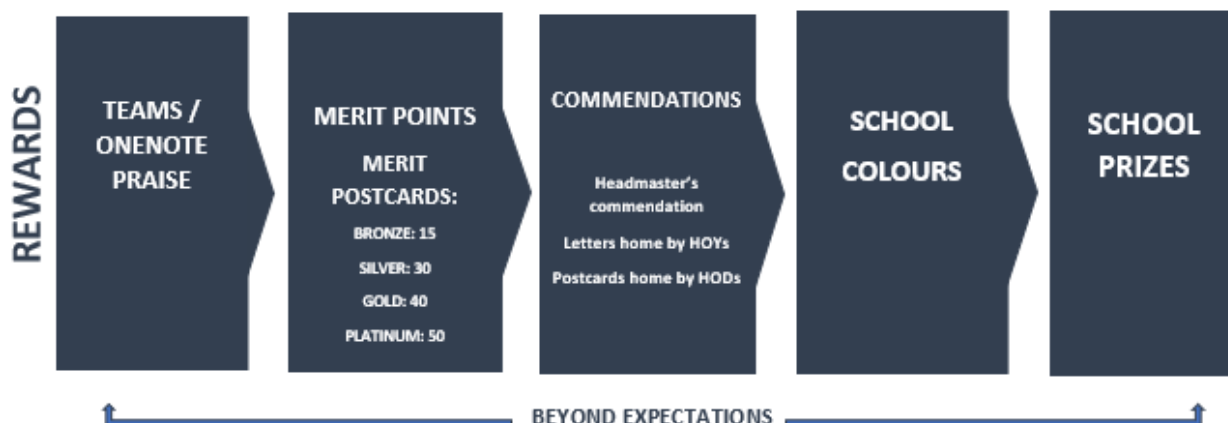 REWARDS
TEAMS /
ONENOTE
PRAISE
MERIT POINTS
MERIT
POSTCARDS:
BRONZE: 15
SILVER: 30
GOLD: 40
PLATINUM: 50
COMMENDATIONS
Headmaster's
commendation
Letters home by HOYs
Postcards home by HODs
SCHOOL
COLOURS
SCHOOL
PRIZES
BEYOND EXPECTATIONS